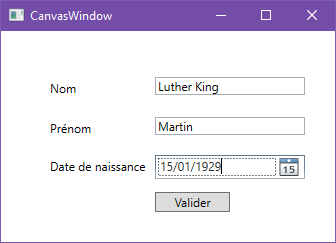 CanvasWindow
Nom Luther King
Prénom Martin
Date de naissance 15/01/1929 15
Valider